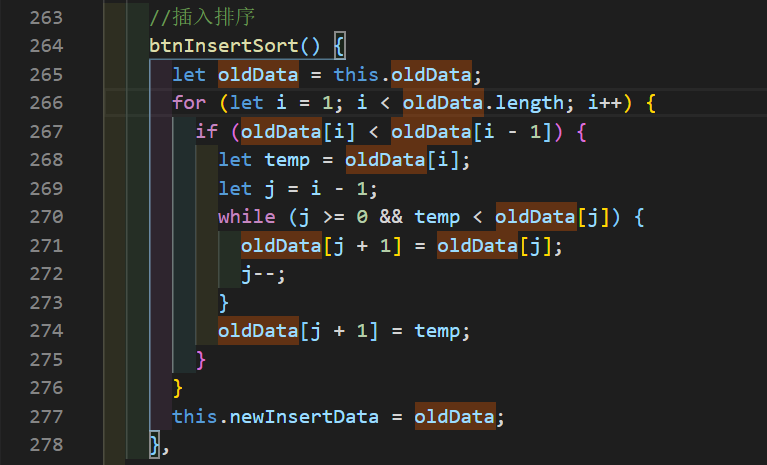 263 //插入排序
264 btnInsertSort() {
265 let oldData = this.oldData;
266 for (let i = 1; i < oldData.length; i++) {
267 if (oldData[i] < oldData[i - 1]) {
268 let temp = oldData[i];
269 let j = i - 1;
270 while (j >= 0 && temp < oldData[j]) {
271 oldData[j + 1] = oldData[j];
272 j--;
273 }
274 oldData[j + 1] = temp;
275 }
276 }
277 this.newInsertData = oldData;
278 },